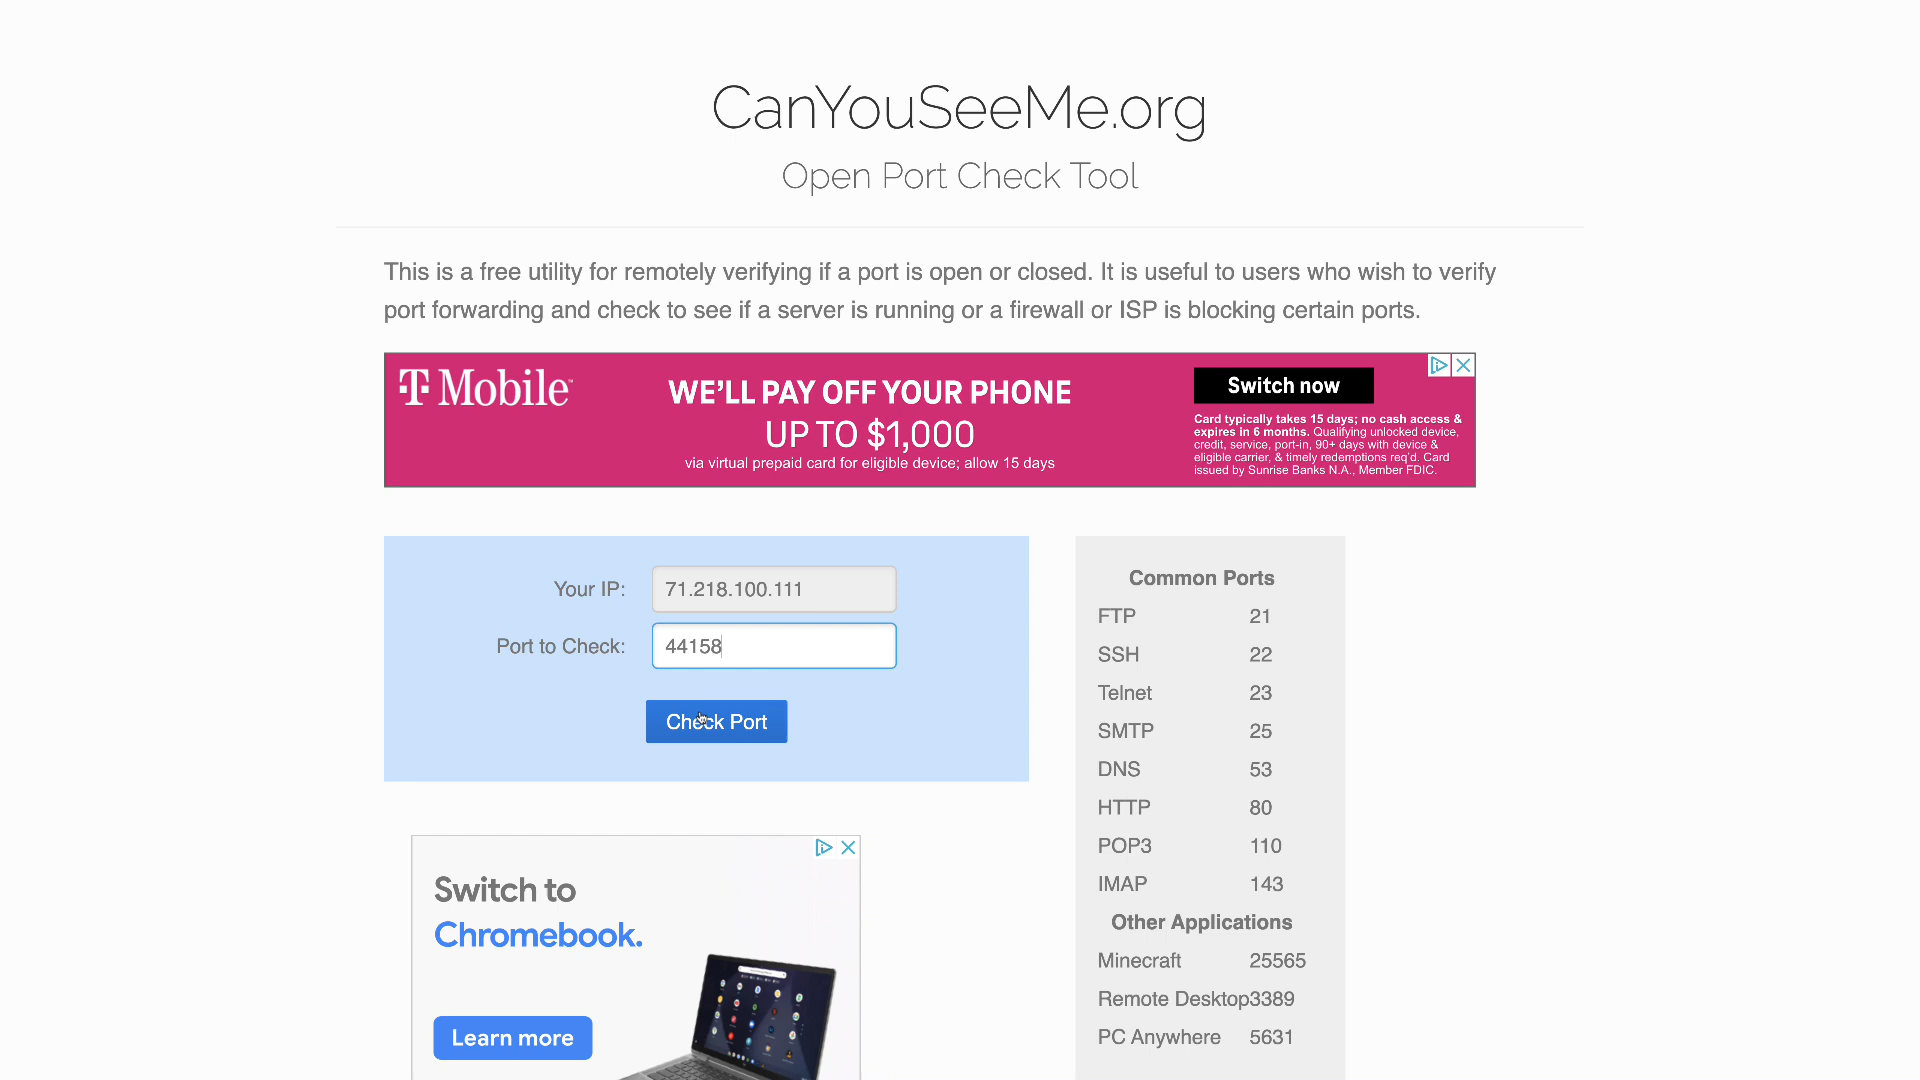 CanYouSeeMe.org
Open Port Check Tool
This is a free utility for remotely verifying if a port is open or closed. It is useful to users who wish to verify
port forwarding and check to see if a server is running or a firewall or ISP is blocking certain ports.
T Mobile
WE'LL PAY OFF YOUR PHONE
UP TO $1,000
via virtual prepaid card for eligible device; allow 15 days
Switch now
Card typically takes 15 days; no cash access &
expires in 6 months. Qualifying unlocked device,
credit, service, port-in, 90+ days with device &
eligible carrier, & timely redemptions req'd. Card
issued by Sunrise Banks N.A., Member FDIC.
Your IP: 71.218.100.111
Port to Check: 44158
Check Port
Common Ports
FTP 21
SSH 22
Telnet 23
SMTP 25
DNS 53
HTTP 80
POP3 110
IMAP 143
Other Applications
Minecraft 25565
Remote Desktop 3389
PC Anywhere 5631
Switch to
Chromebook.
Learn more